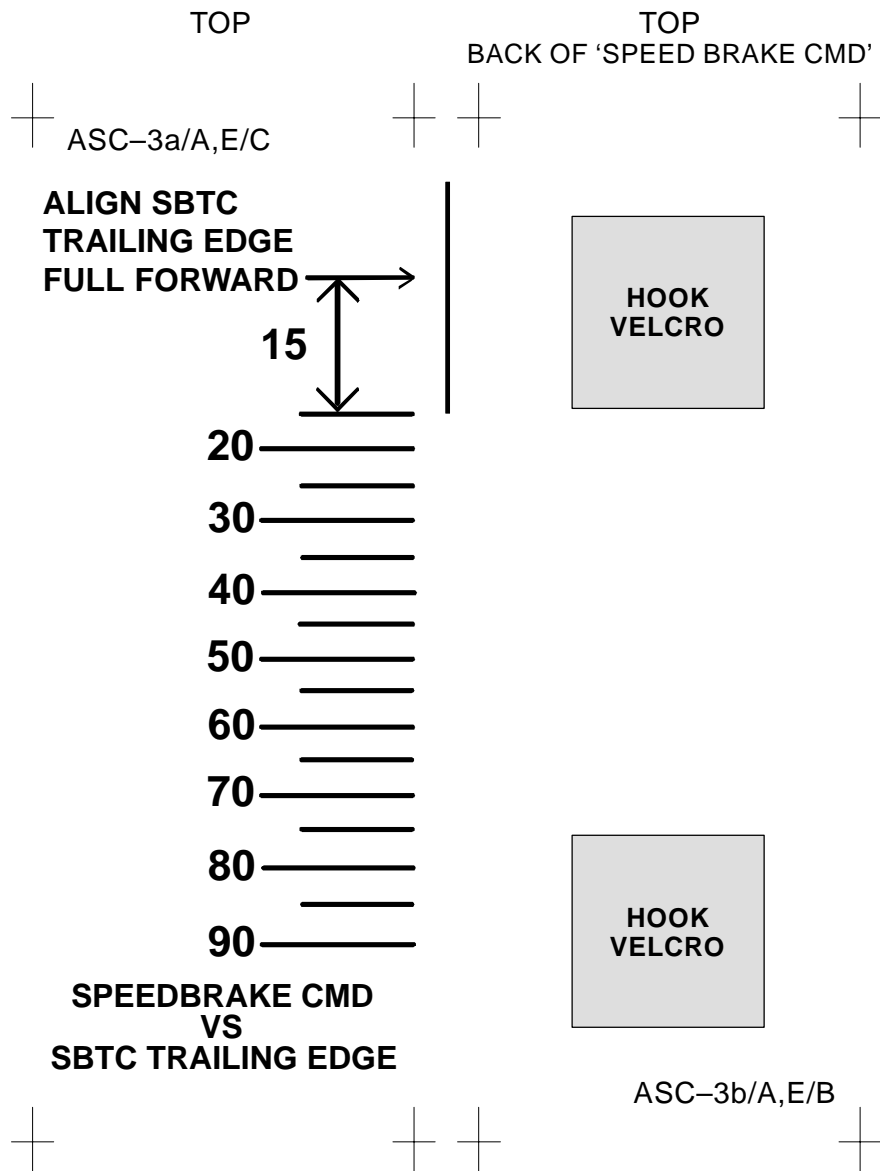 TOP
ASC–3a/A,E/C
ALIGN SBTC
TRAILING EDGE
FULL FORWARD
15
20
30
40
50
60
70
80
90
SPEEDBRAKE CMD
VS
SBTC TRAILING EDGE
TOP
BACK OF ‘SPEED BRAKE CMD’
HOOK
VELCRO
HOOK
VELCRO
ASC–3b/A,E/B